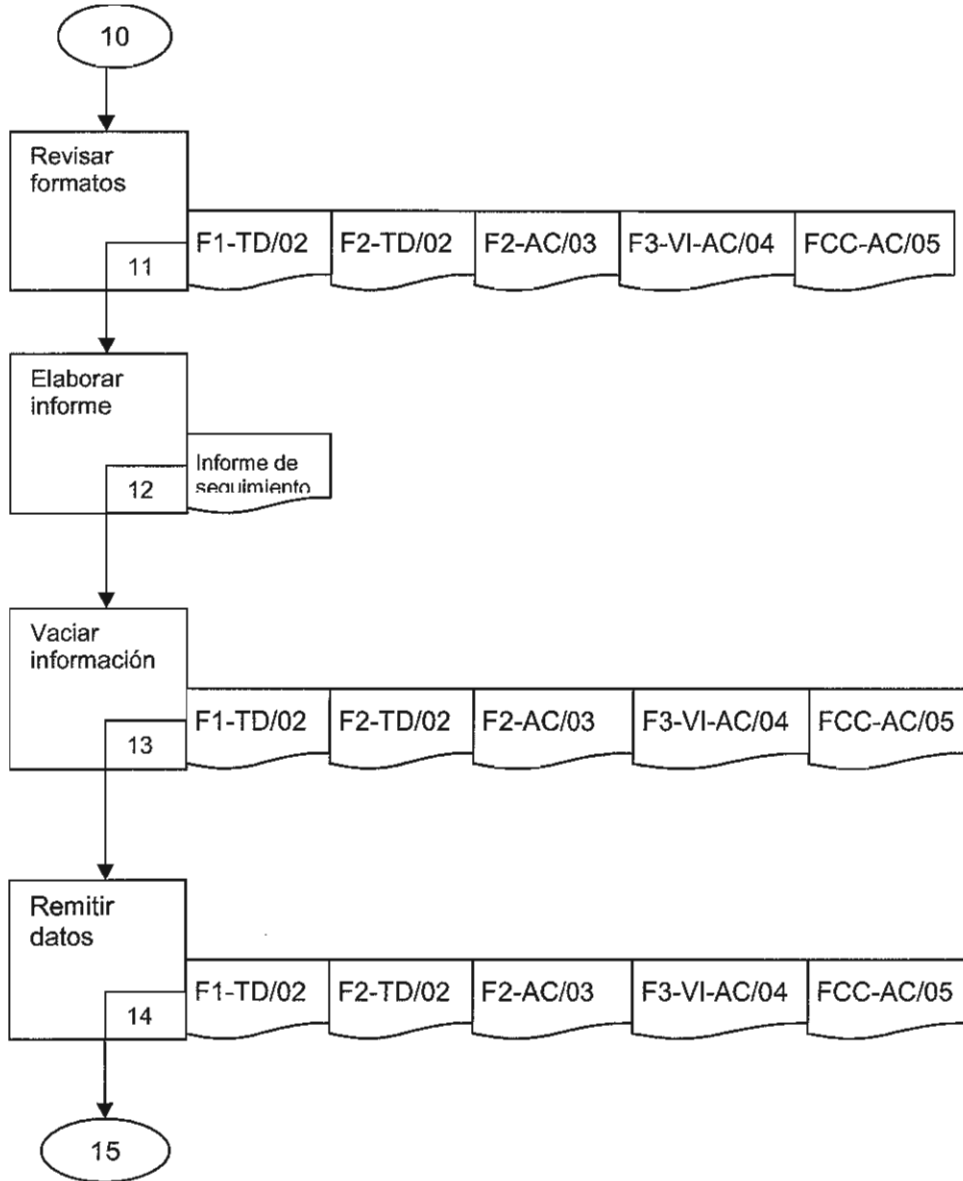 10
Revisar
formatos
11
F1-TD/02 F2-TD/02 F2-AC/03 F3-VI-AC/04 FCC-AC/05
Elaborar
informe
12
Informe de
seguimiento
Vaciar
información
13
F1-TD/02 F2-TD/02 F2-AC/03 F3-VI-AC/04 FCC-AC/05
Remitir
datos
14
F1-TD/02 F2-TD/02 F2-AC/03 F3-VI-AC/04 FCC-AC/05
15